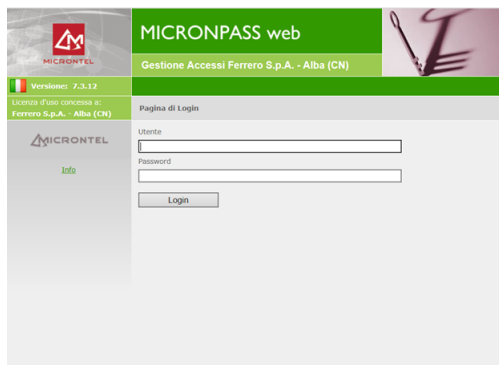 MICRONTEL
MICRONPASS web
Gestione Accessi Ferrero S.p.A. - Alba (CN)
Versione: 7.3.12
Licenza d'uso concessa a:
Ferrero S.p.A. - Alba (CN)
Pagina di Login
MICRONTEL
Info
Utente
Password
Login